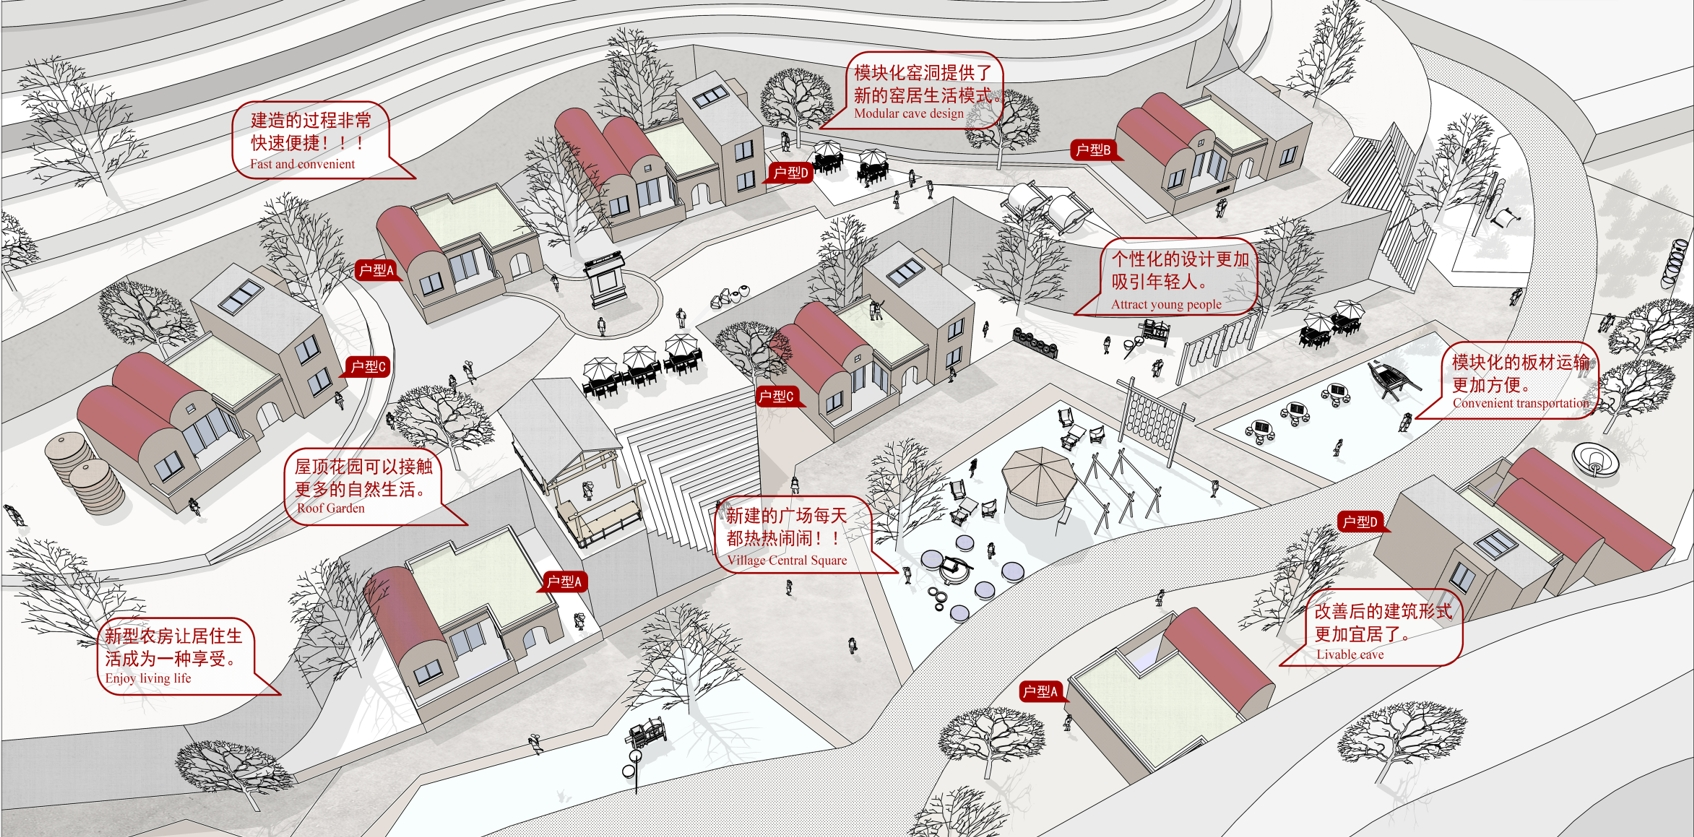 模块化窑洞提供了
新的窑居生活模式。
Modular cave design
建造的过程非常
快速便捷！！！
Fast and convenient
户型B
户型D
个性化的设计更加
吸引年轻人。
Attract young people
户型A
模块化的板材运输
更加方便。
Convenient transportation
户型C
户型C
屋顶花园可以接触
更多的自然生活。
Roof Garden
新建的广场每天
都热热闹闹！！
Village Central Square
户型D
户型A
改善后的建筑形式
更加宜居了。
Livable cave
新型农房让居住生
活成为一种享受。
Enjoy living life
户型A